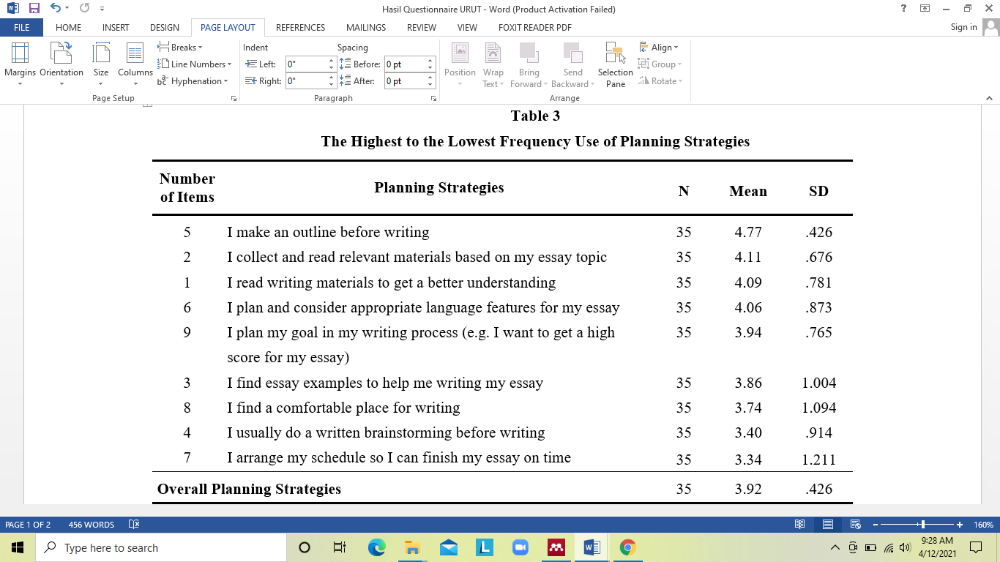 Hasil Questionnaire URUT - Word (Product Activation Failed)
FILE HOME INSERT DESIGN PAGE LAYOUT REFERENCES MAILINGS REVIEW VIEW FOXIT READER PDF Sign in
Margins Orientation Size Columns
Breaks
Line Numbers
Hyphenation
Page Setup
Indent Spacing
Left: 0" Before: 0 pt
Right: 0" After: 0 pt
Paragraph
Position Wrap Text Bring Forward Send Backward Selection Pane
Align
Group
Rotate
Arrange
Table 3
The Highest to the Lowest Frequency Use of Planning Strategies
Number of Items Planning Strategies N Mean SD
5 I make an outline before writing 35 4.77 .426
2 I collect and read relevant materials based on my essay topic 35 4.11 .676
1 I read writing materials to get a better understanding 35 4.09 .781
6 I plan and consider appropriate language features for my essay 35 4.06 .873
9 I plan my goal in my writing process (e.g. I want to get a high 35 3.94 .765
score for my essay)
3 I find essay examples to help me writing my essay 35 3.86 1.004
8 I find a comfortable place for writing 35 3.74 1.094
4 I usually do a written brainstorming before writing 35 3.40 .914
7 I arrange my schedule so I can finish my essay on time 35 3.34 1.211
Overall Planning Strategies 35 3.92 .426
PAGE 1 OF 2 456 WORDS 160%
Type here to search
9:28 AM
4/12/2021